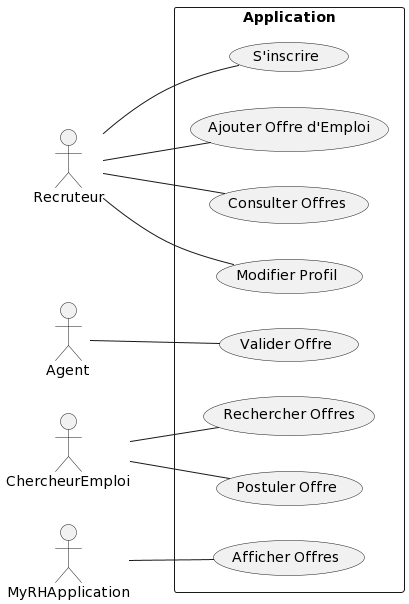 Application
S'inscrire
Ajouter Offre d'Emploi
Recruteur
Consulter Offres
Modifier Profil
Valider Offre
Agent
Rechercher Offres
ChercheurEmploi
Postuler Offre
Afficher Offres
MyRHApplication